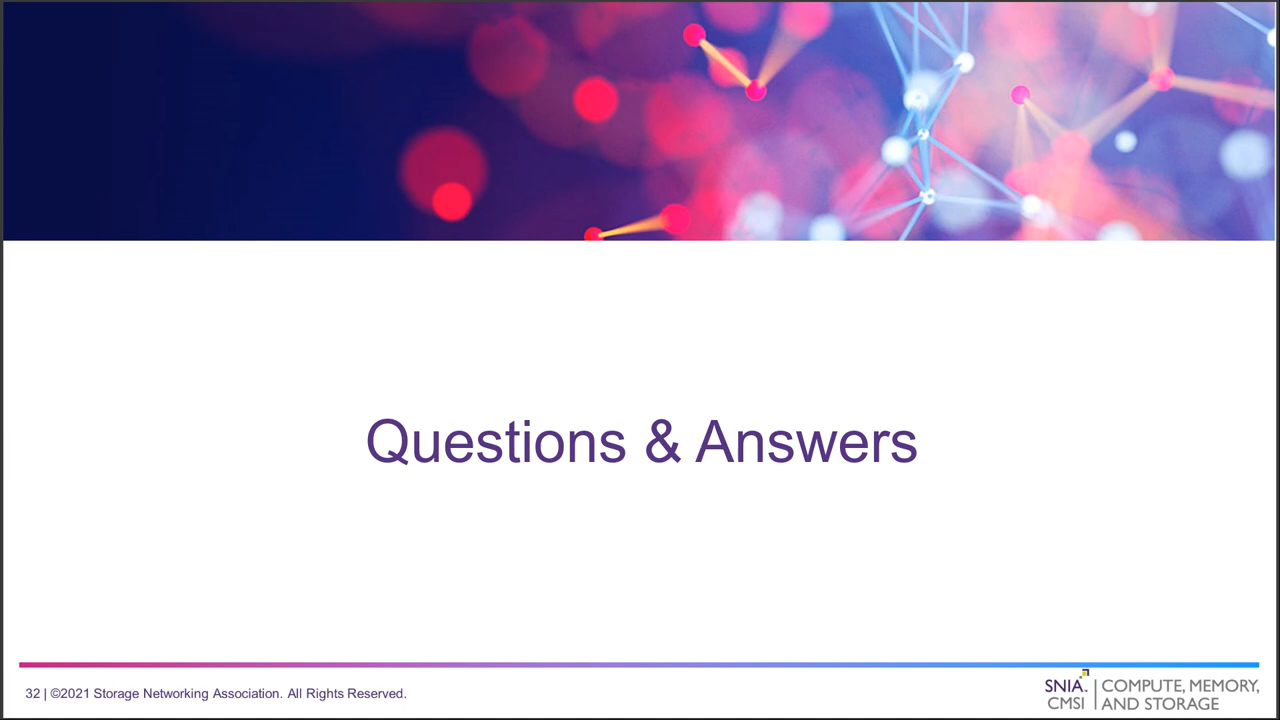 Questions & Answers
32 | ©2021 Storage Networking Association. All Rights Reserved.
SNIA. | COMPUTE, MEMORY,
CMSI | AND STORAGE